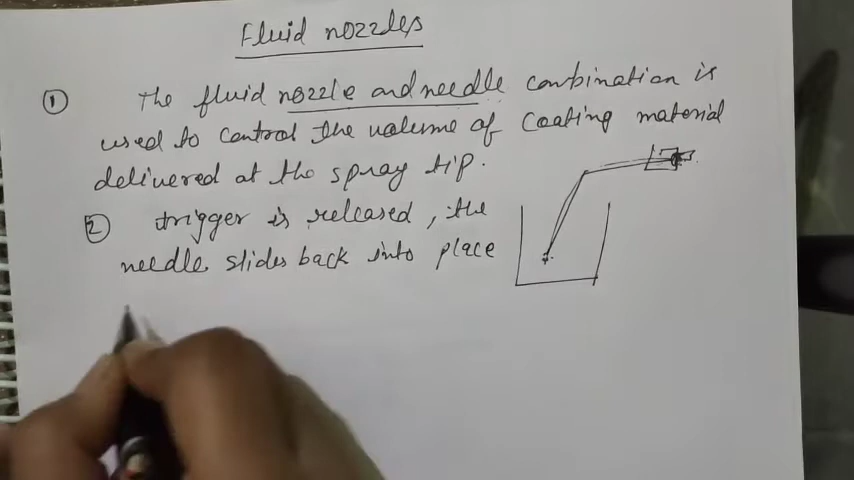 Fluid nozzles
① The fluid nozzle and needle combination is
used to control the volume of coating material
delivered at the spray tip.
② trigger is released, the
needle slides back into place